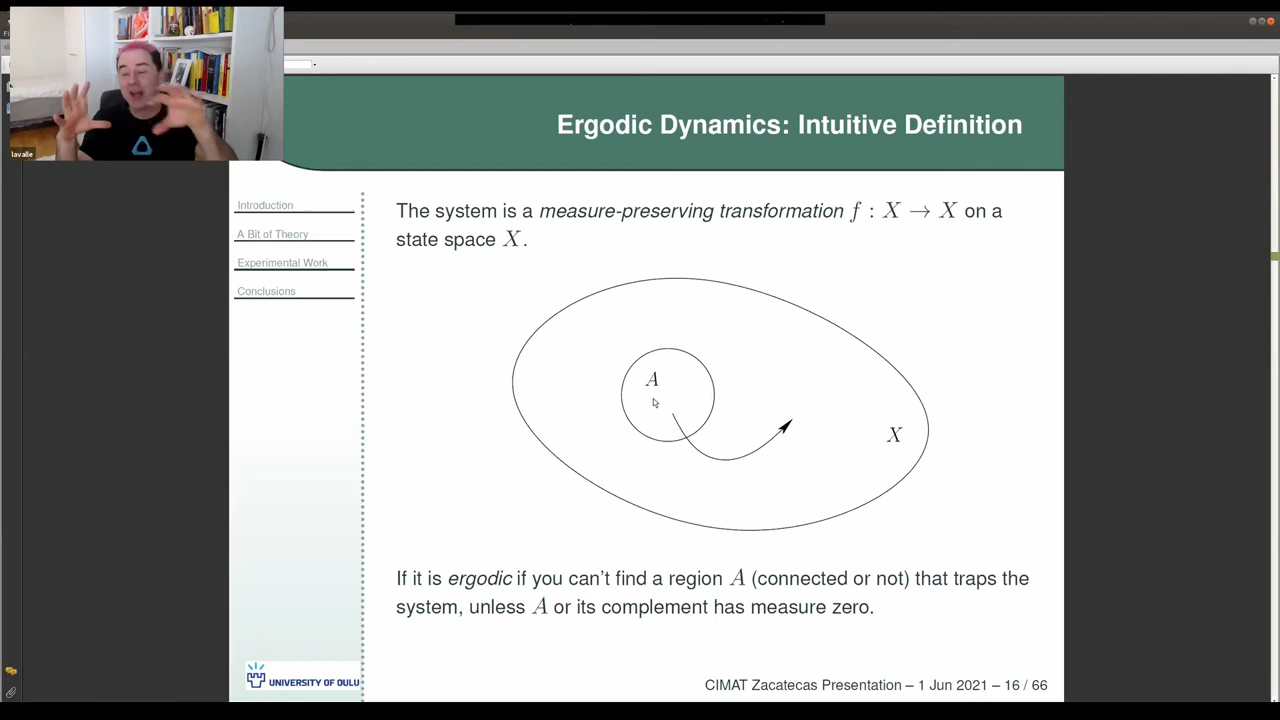 lavalle
Ergodic Dynamics: Intuitive Definition
Introduction
A Bit of Theory
Experimental Work
Conclusions
The system is a measure-preserving transformation f : X → X on a
state space X.
A
X
If it is ergodic if you can't find a region A (connected or not) that traps the
system, unless A or its complement has measure zero.
UNIVERSITY OF OULU
CIMAT Zacatecas Presentation – 1 Jun 2021 – 16 / 66